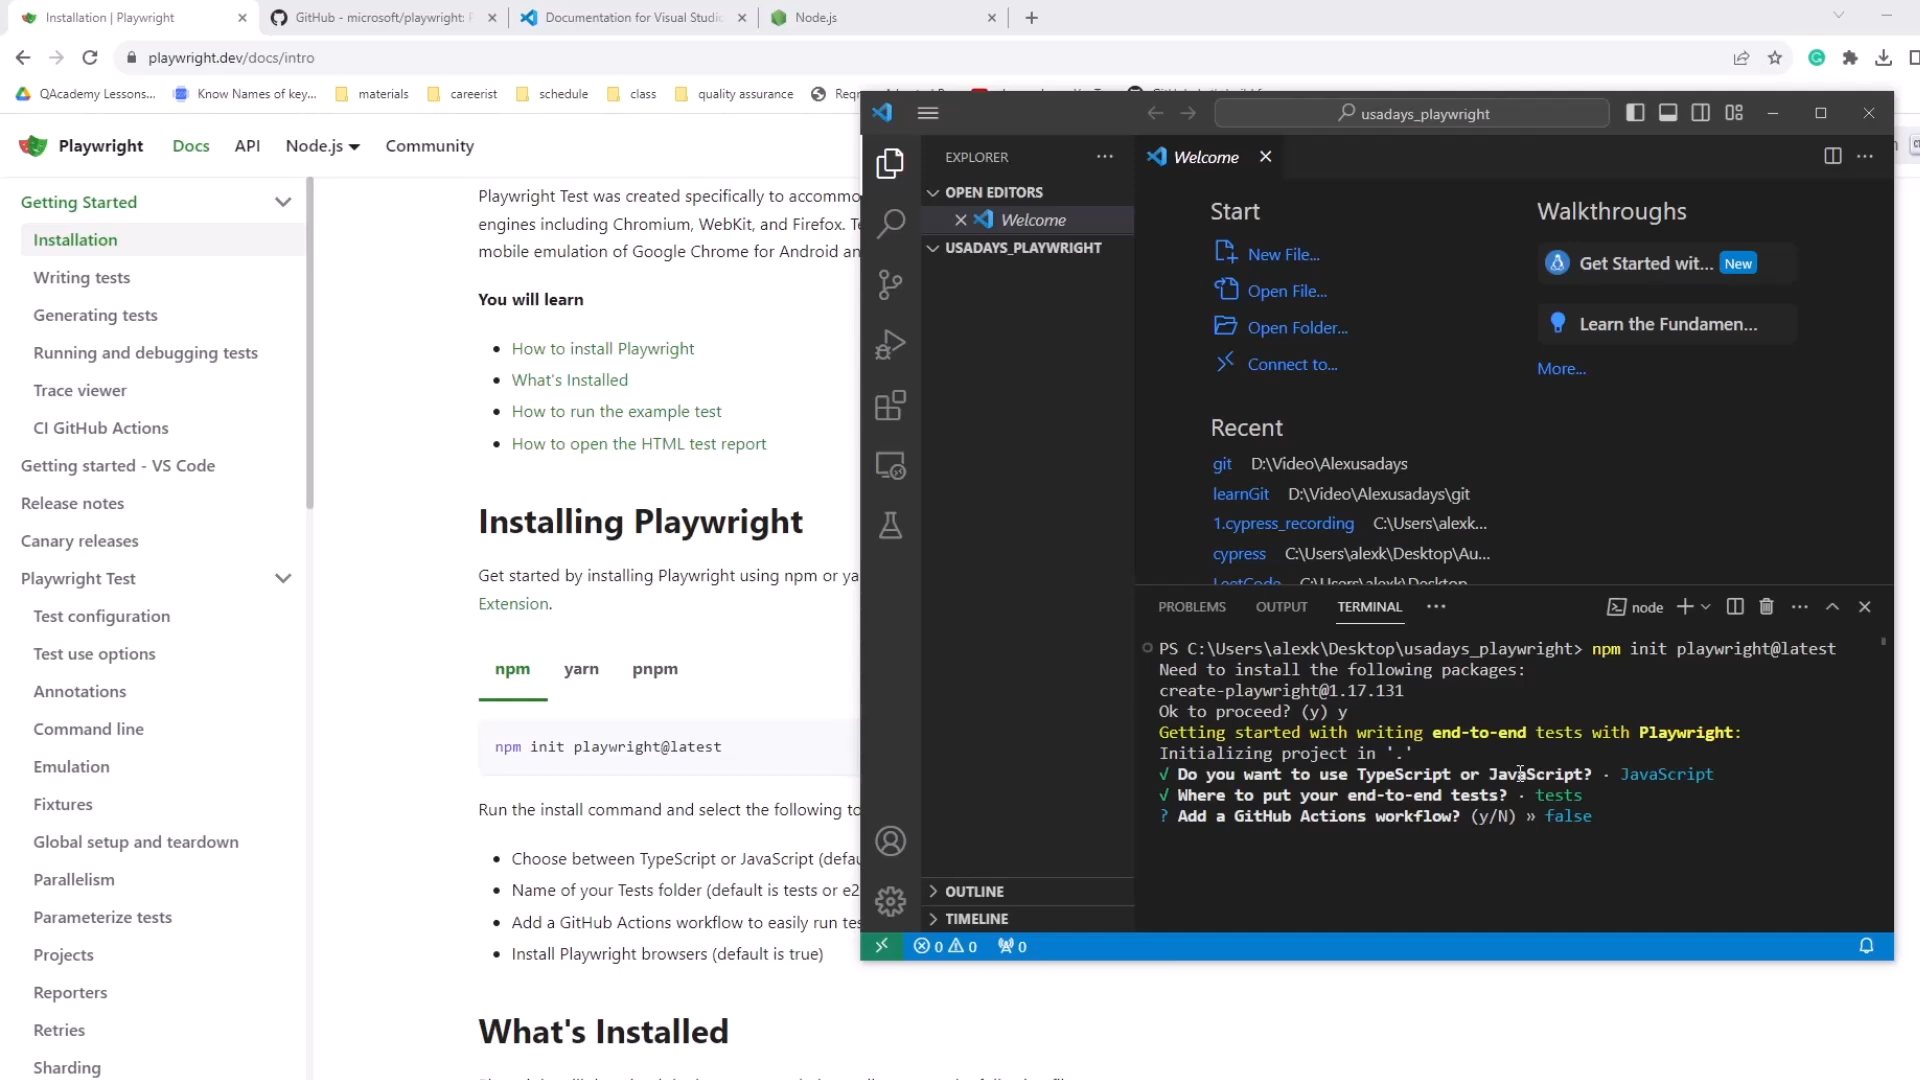 Installation | Playwright
GitHub - microsoft/playwright:
Documentation for Visual Studi
Node.js
playwright.dev/docs/intro
QAcademy Lessons...
Know Names of key...
materials
careerist
schedule
class
quality assurance
Playwright
Docs
API
Node.js
Community
Getting Started
Installation
Writing tests
Generating tests
Running and debugging tests
Trace viewer
CI GitHub Actions
Getting started - VS Code
Release notes
Canary releases
Playwright Test
Test configuration
Test use options
Annotations
Command line
Emulation
Fixtures
Global setup and teardown
Parallelism
Parameterize tests
Projects
Reporters
Retries
Sharding
Playwright Test was created specifically to accommo
engines including Chromium, WebKit, and Firefox. Te
mobile emulation of Google Chrome for Android an
You will learn
• How to install Playwright
• What's Installed
• How to run the example test
• How to open the HTML test report
Installing Playwright
Get started by installing Playwright using npm or ya
Extension.
npm
yarn
pnpm
npm init playwright@latest
Run the install command and select the following to
• Choose between TypeScript or JavaScript (defau
• Name of your Tests folder (default is tests or e2
• Add a GitHub Actions workflow to easily run tes
• Install Playwright browsers (default is true)
What's Installed
usadays_playwright
EXPLORER
OPEN EDITORS
Welcome
USADAYS_PLAYWRIGHT
OUTLINE
TIMELINE
Welcome
Start
New File...
Open File...
Open Folder...
Connect to...
Walkthroughs
Get Started wit... New
Learn the Fundamen...
More...
Recent
git D:\Video\Alexusadays
learnGit D:\Video\Alexusadays\git
1.cypress_recording C:\Users\alexk...
cypress C:\Users\alexk\Desktop\Au...
LeetCode C:\Users\alexk\Desktop
PROBLEMS
OUTPUT
TERMINAL
node
PS C:\Users\alexk\Desktop\usadays_playwright> npm init playwright@latest
Need to install the following packages:
create-playwright@1.17.131
Ok to proceed? (y) y
Getting started with writing end-to-end tests with Playwright:
Initializing project in '.'
√ Do you want to use TypeScript or JavaScript? · JavaScript
√ Where to put your end-to-end tests? · tests
? Add a GitHub Actions workflow? (y/N) » false
0
0
0